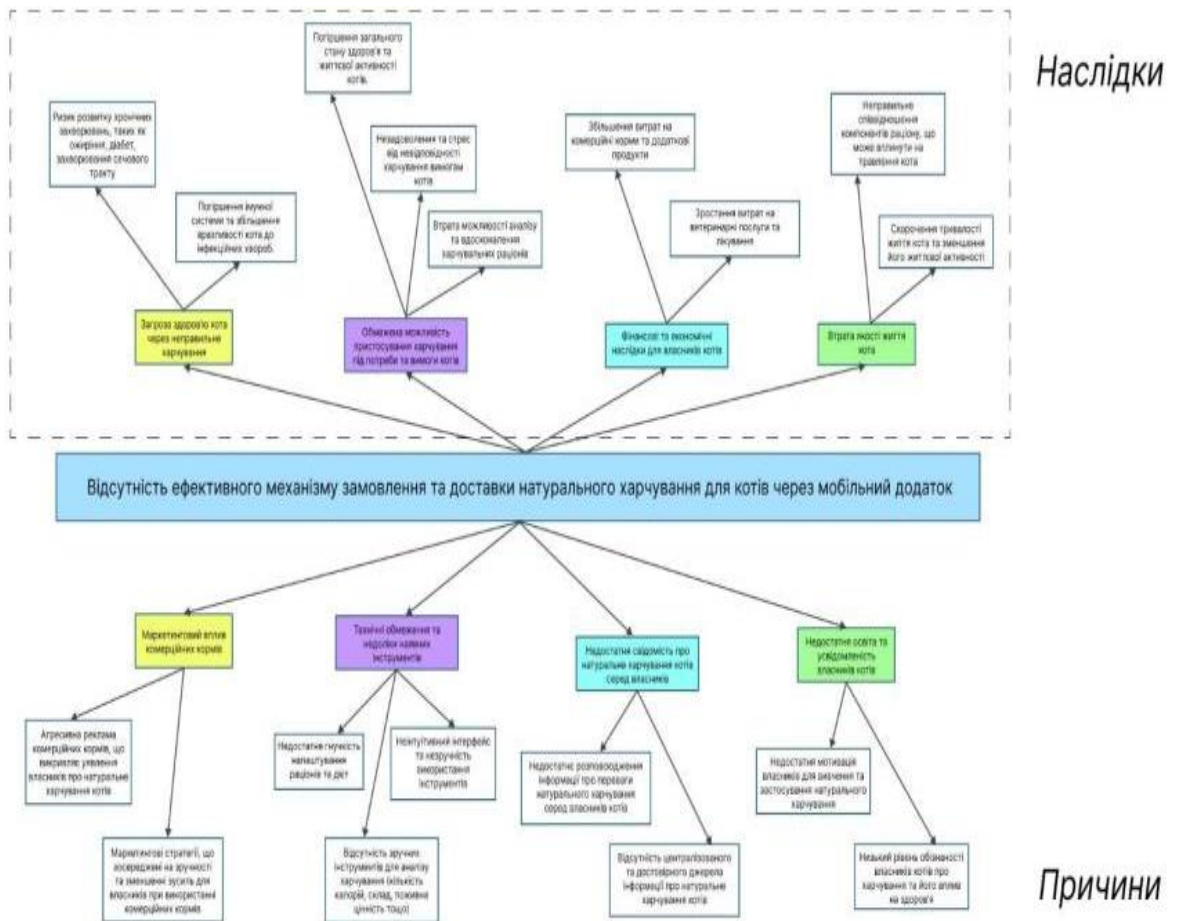 Наслідки
Погіршення загального
стану здоров'я та
життєвої активності
котів.
Ризик розвитку хронічних
захворювань, таких як
ожиріння, діабет,
захворювання сечового
тракту
Незадоволення та стрес
від невідповідності
харчування вимогам
котів
Збільшення витрат на
комерційні корми та додаткові
продукти
Неправильне
співвідношення
компонентів раціону, що
може вплинути на
травлення кота
Погіршення імунної
системи та збільшення
вразливості кота до
інфекційних хвороб.
Втрата можливості аналізу
та вдосконалення
харчувальних раціонів
Зростання витрат на
ветеринарні послуги та
лікування
Скорочення тривалості
життя кота та зменшення
його життєвої активності
Загроза здоров'ю кота
через неправильне
харчування
Обмежена можливість
пристосування харчування
під потреби та вимоги котів
Фінансові та економічні
наслідки для власників котів
Втрата якості життя
кота
Відсутність ефективного механізму замовлення та доставки натурального харчування для котів через мобільний додаток
Маркетинговий вплив
комерційних кормів
Технічні обмеження та
недоліки наявних
інструментів
Недостатня свідомість про
натуральне харчування котів
серед власників
Недостатня освіта та
усвідомленість
власників котів
Агресивна реклама
комерційних кормів, що
викривляє уявлення
власників про натуральне
харчування котів
Недостатня гнучкість
налаштування
раціонів та дієт
Неінтуїтивний інтерфейс
та незручність
використання
інструментів
Недостатнє розповсюдження
інформації про переваги
натурального харчування
серед власників котів
Недостатня мотивація
власників для вивчення та
застосування натурального
харчування
Маркетингові стратегії, що
зосереджені на зручності
та зменшенні зусиль для
власників при використанні
комерційних кормів
Відсутність зручних
інструментів для аналізу
харчування (кількість
калорій, склад, поживна
цінність тощо)
Відсутність централізованого
та достовірного джерела
інформації про натуральне
харчування котів
Низький рівень обізнаності
власників котів про
харчування та його вплив
на здоров'я
Причини